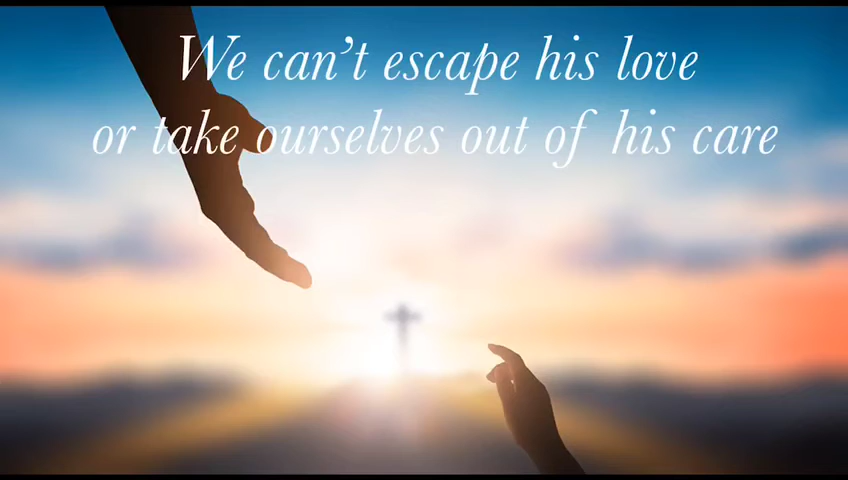 We can’t escape his love
or take ourselves out of his care